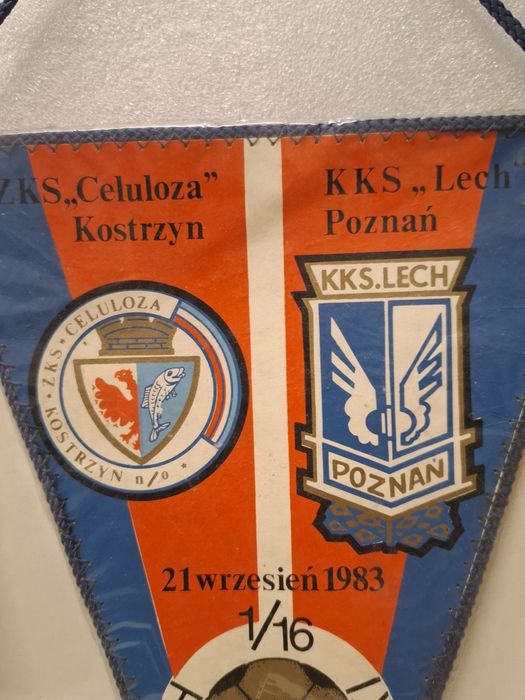 ZKS „Celuloza”
Kostrzyn
KKS „Lech”
Poznań
ZKS • CELULOZA
KOSTRZYN n/o
KKS.LECH
POZNAŃ
21 wrzesień 1983
1/16